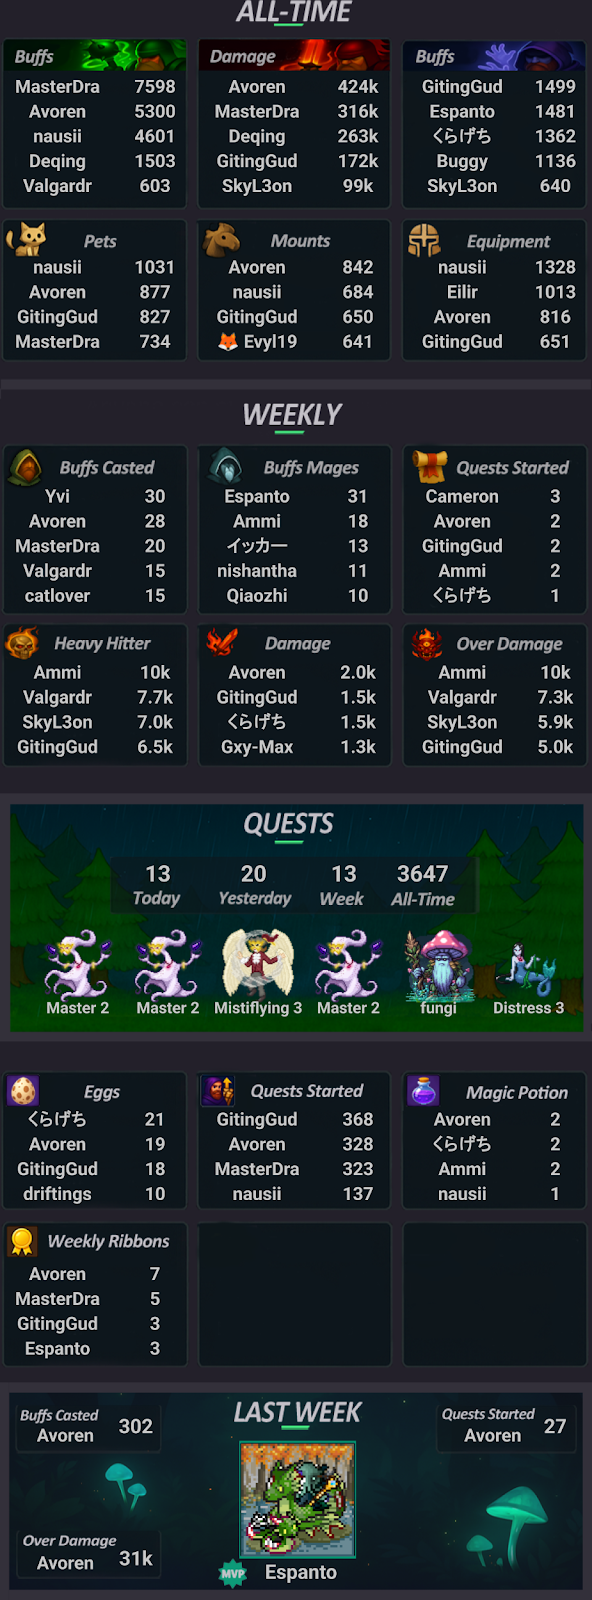 ALL-TIME
Buffs
MasterDra 7598
Avoren 5300
nausii 4601
Deqing 1503
Valgardr 603
Damage
Avoren 424k
MasterDra 316k
Deqing 263k
GitingGud 172k
SkyL3on 99k
Buffs
GitingGud 1499
Espanto 1481
くらげち 1362
Buggy 1136
SkyL3on 640
Pets
nausii 1031
Avoren 877
GitingGud 827
MasterDra 734
Mounts
Avoren 842
nausii 684
GitingGud 650
🦊 Evyl19 641
Equipment
nausii 1328
Eilir 1013
Avoren 816
GitingGud 651
WEEKLY
Buffs Casted
Yvi 30
Avoren 28
MasterDra 20
Valgardr 15
catlover 15
Buffs Mages
Espanto 31
Ammi 18
イッカー 13
nishantha 11
Qiaozhi 10
Quests Started
Cameron 3
Avoren 2
GitingGud 2
Ammi 2
くらげち 1
Heavy Hitter
Ammi 10k
Valgardr 7.7k
SkyL3on 7.0k
GitingGud 6.5k
Damage
Avoren 2.0k
GitingGud 1.5k
くらげち 1.5k
Gxy-Max 1.3k
Over Damage
Ammi 10k
Valgardr 7.3k
SkyL3on 5.9k
GitingGud 5.0k
QUESTS
13 20 13 3647
Today Yesterday Week All-Time
Master 2 Master 2 Mistiflying 3 Master 2 fungi Distress 3
Eggs
くらげち 21
Avoren 19
GitingGud 18
driftings 10
Quests Started
GitingGud 368
Avoren 328
MasterDra 323
nausii 137
Magic Potion
Avoren 2
くらげち 2
Ammi 2
nausii 1
Weekly Ribbons
Avoren 7
MasterDra 5
GitingGud 3
Espanto 3
LAST WEEK
Buffs Casted
Avoren 302
Quests Started
Avoren 27
Over Damage
Avoren 31k
MVP Espanto